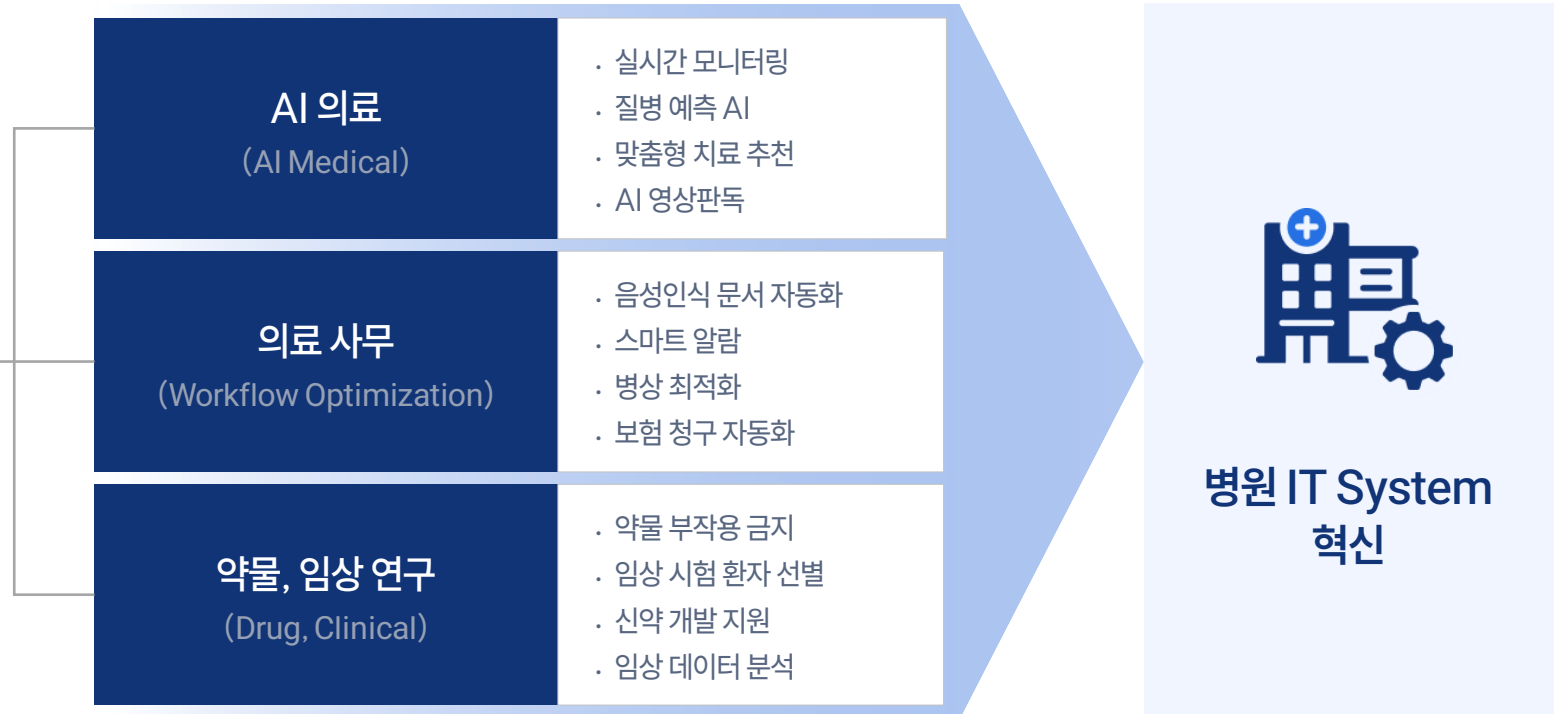 AI 의료
(AI Medical)
· 실시간 모니터링
· 질병 예측 AI
· 맞춤형 치료 추천
· AI 영상판독
의료 사무
(Workflow Optimization)
· 음성인식 문서 자동화
· 스마트 알람
· 병상 최적화
· 보험 청구 자동화
약물, 임상 연구
(Drug, Clinical)
· 약물 부작용 금지
· 임상 시험 환자 선별
· 신약 개발 지원
· 임상 데이터 분석
병원 IT System
혁신